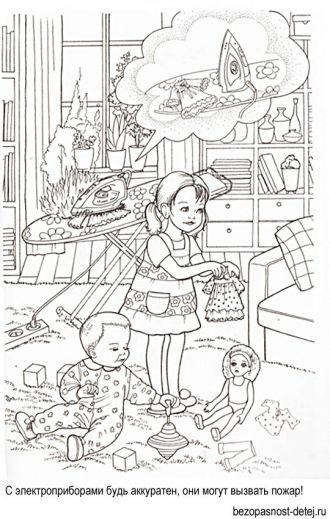 С электроприборами будь аккуратен, они могут вызвать пожар!
bezopasnost-detej.ru